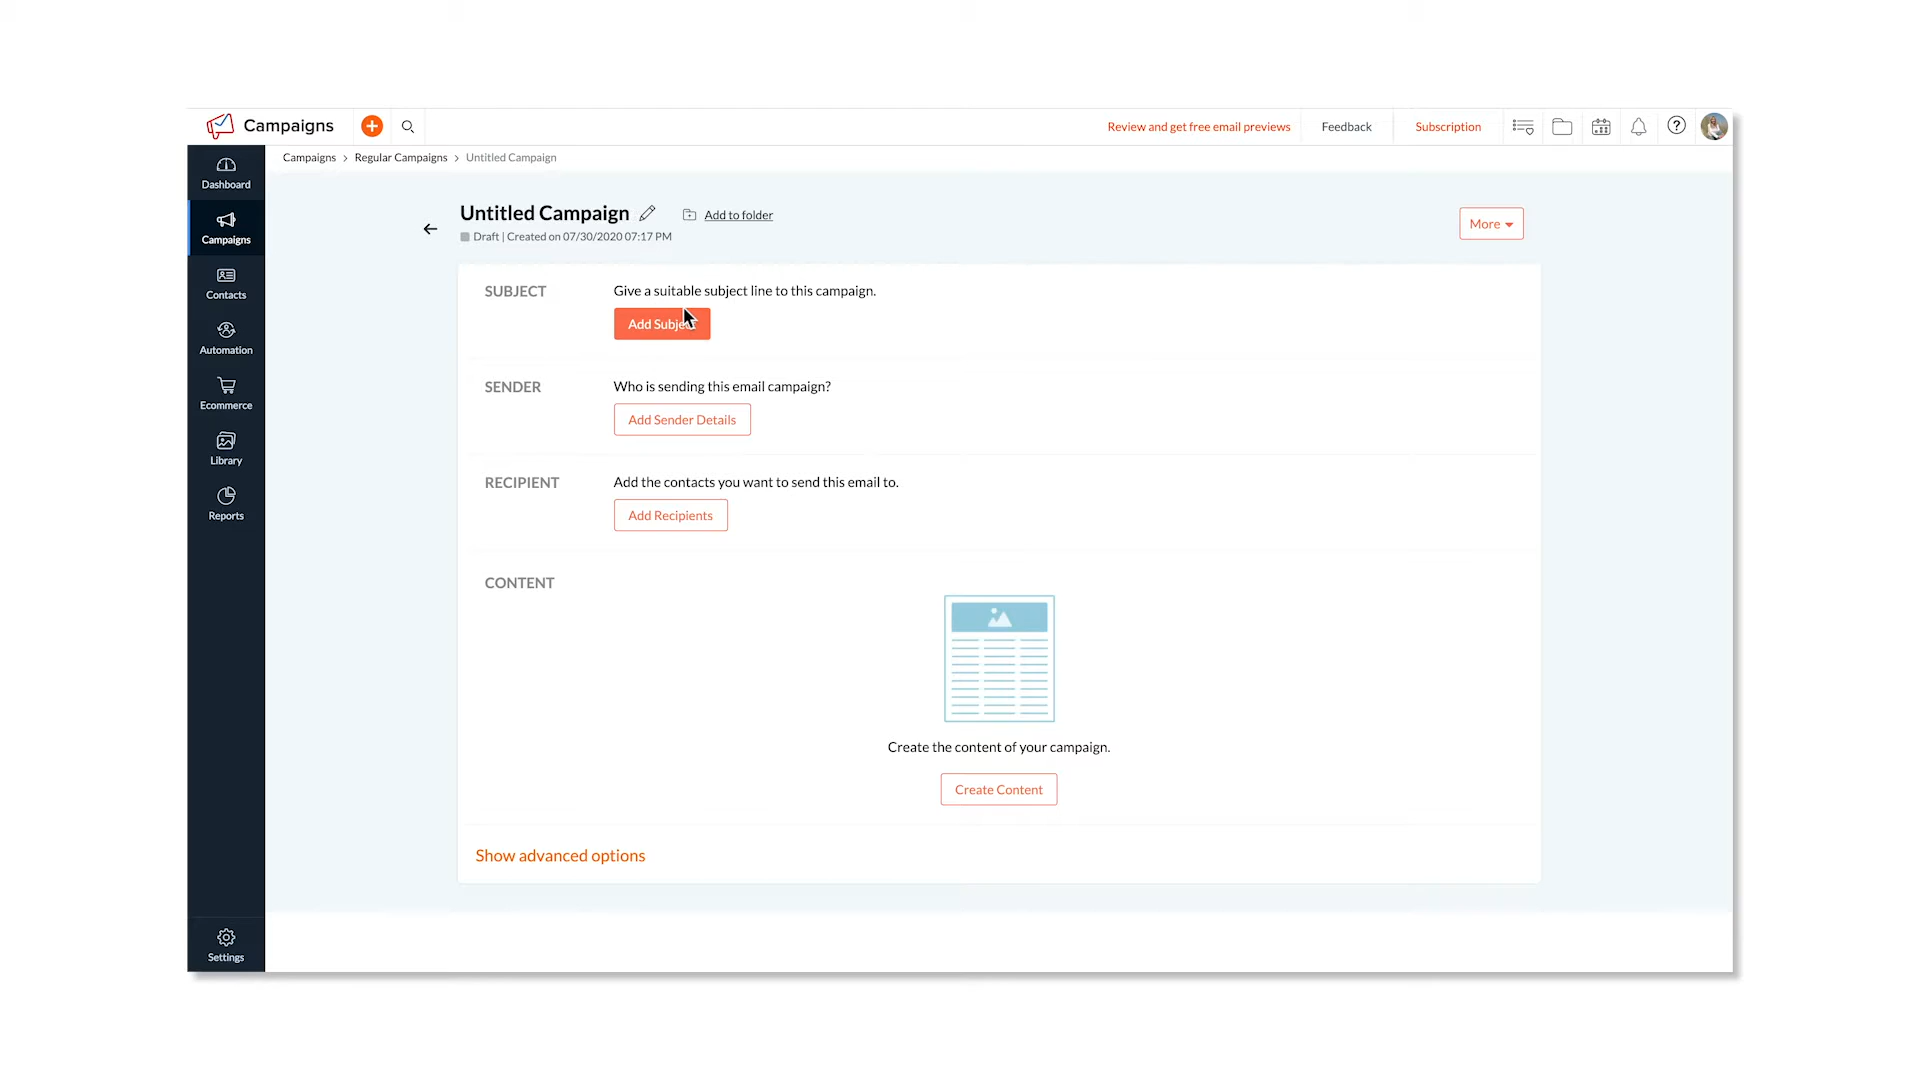 Campaigns
Review and get free email previews
Feedback
Subscription
Campaigns > Regular Campaigns > Untitled Campaign
Dashboard
Campaigns
Contacts
Automation
Ecommerce
Library
Reports
Settings
Untitled Campaign
Add to folder
Draft | Created on 07/30/2020 07:17 PM
More
SUBJECT
Give a suitable subject line to this campaign.
Add Subject
SENDER
Who is sending this email campaign?
Add Sender Details
RECIPIENT
Add the contacts you want to send this email to.
Add Recipients
CONTENT
Create the content of your campaign.
Create Content
Show advanced options